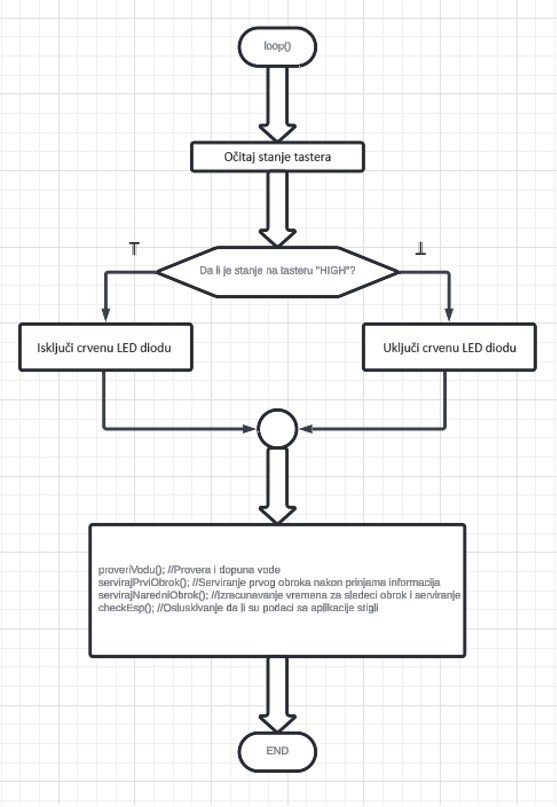 loop()
Očitaj stanje tastera
⊤ ⊥
Da li je stanje na tasteru "HIGH"?
Isključi crvenu LED diodu
Uključi crvenu LED diodu
proveriVodu(); //Provera i dopuna vode
servirajPrviObrok(); //Serviranje prvog obroka nakon prinjama informacija
servirajNaredniObrok(); //Izracunavanje vremena za sledeci obrok i serviranje
checkEsp(); //Osluskivanje da li su podaci sa aplikacije stigli
END